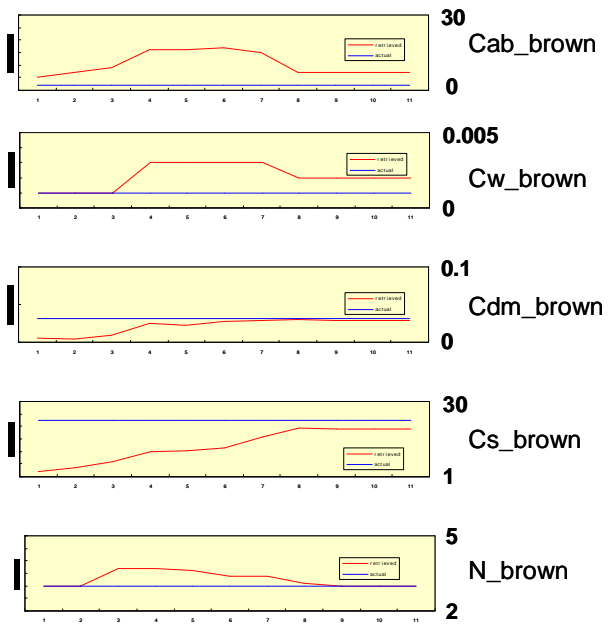 30
retrieved
actual
Cab_brown
0
1 2 3 4 5 6 7 8 9 10 11
0.005
retrieved
actual
Cw_brown
0
1 2 3 4 5 6 7 8 9 10 11
0.1
retrieved
actual
Cdm_brown
0
1 2 3 4 5 6 7 8 9 10 11
30
Cs_brown
retrieved
actual
1
1 2 3 4 5 6 7 8 9 10 11
5
retrieved
actual
N_brown
2
1 2 3 4 5 6 7 8 9 10 11